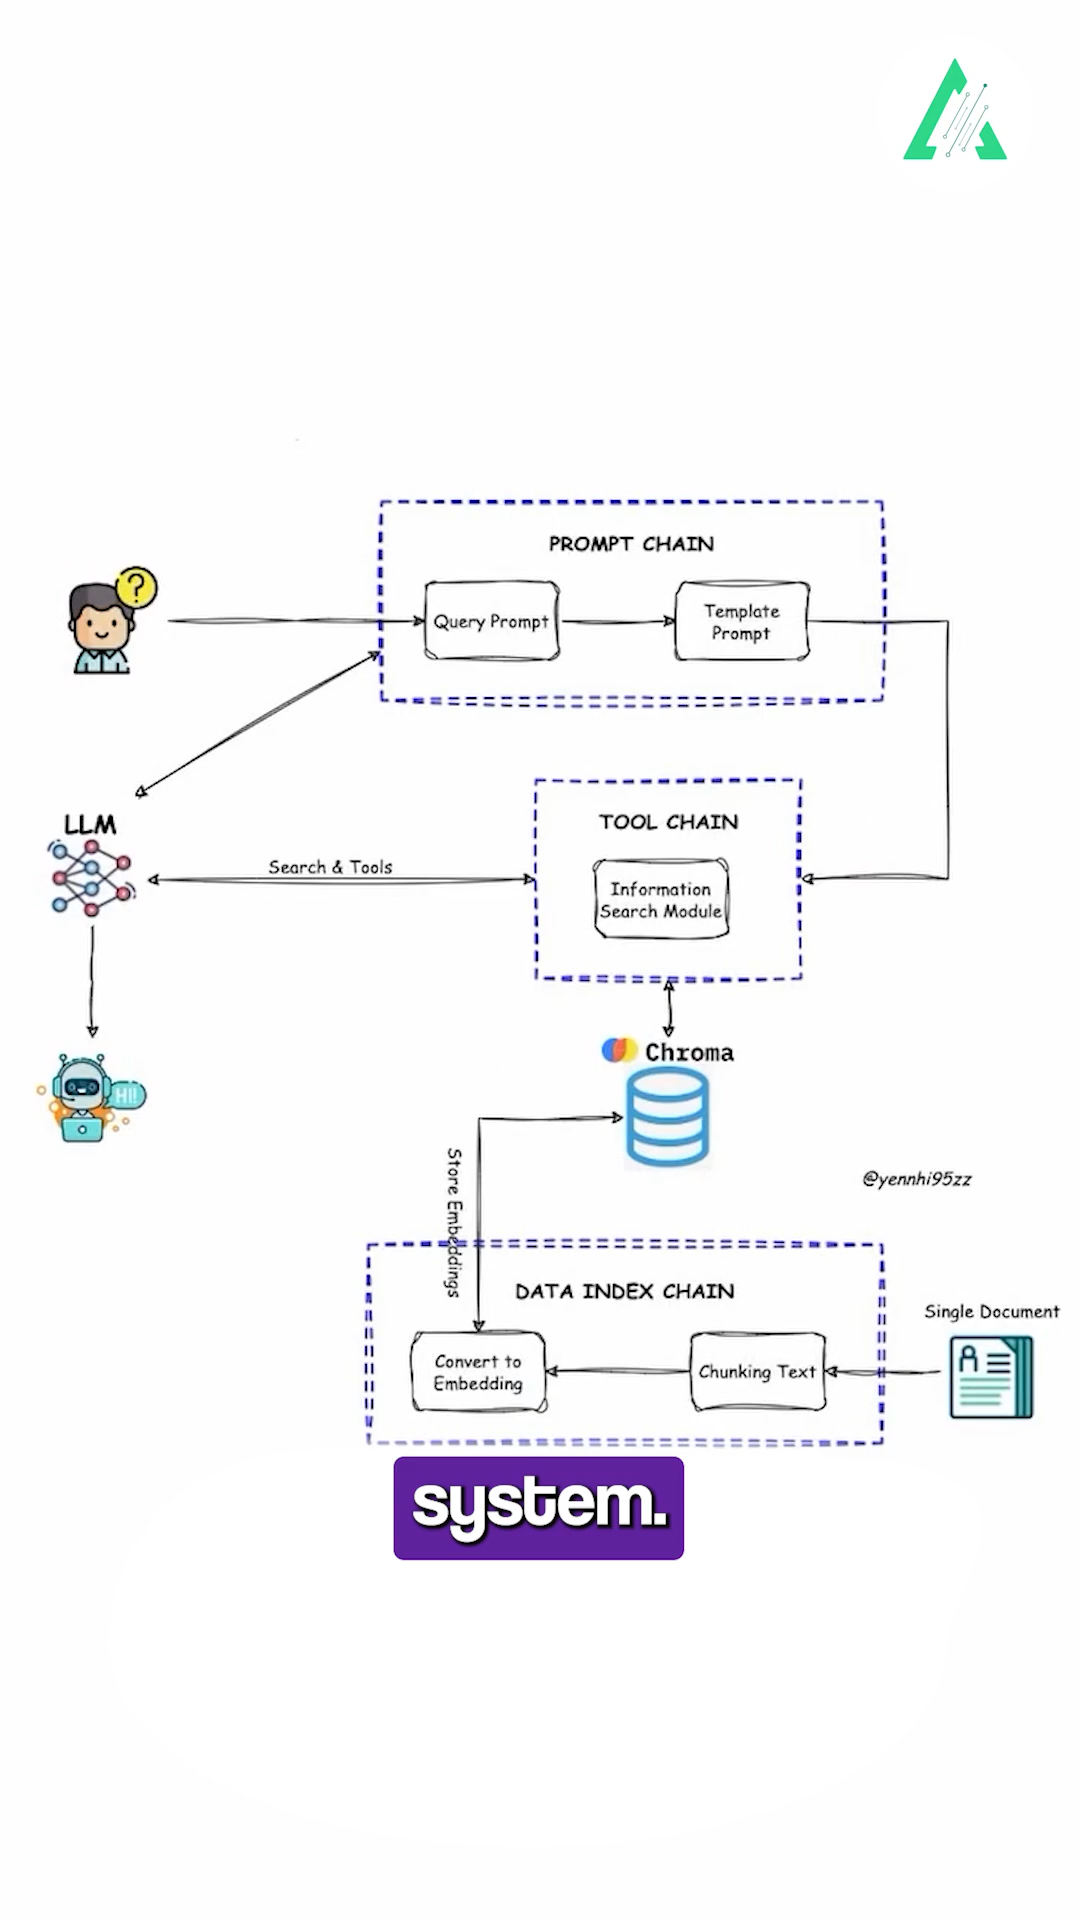 PROMPT CHAIN
?
Query Prompt
Template
Prompt
LLM
TOOL CHAIN
Search & Tools
Information
Search Module
Chroma
HI!
Store Embeddings
@yennhi95zz
DATA INDEX CHAIN
Single Document
Convert to
Embedding
Chunking Text
system.